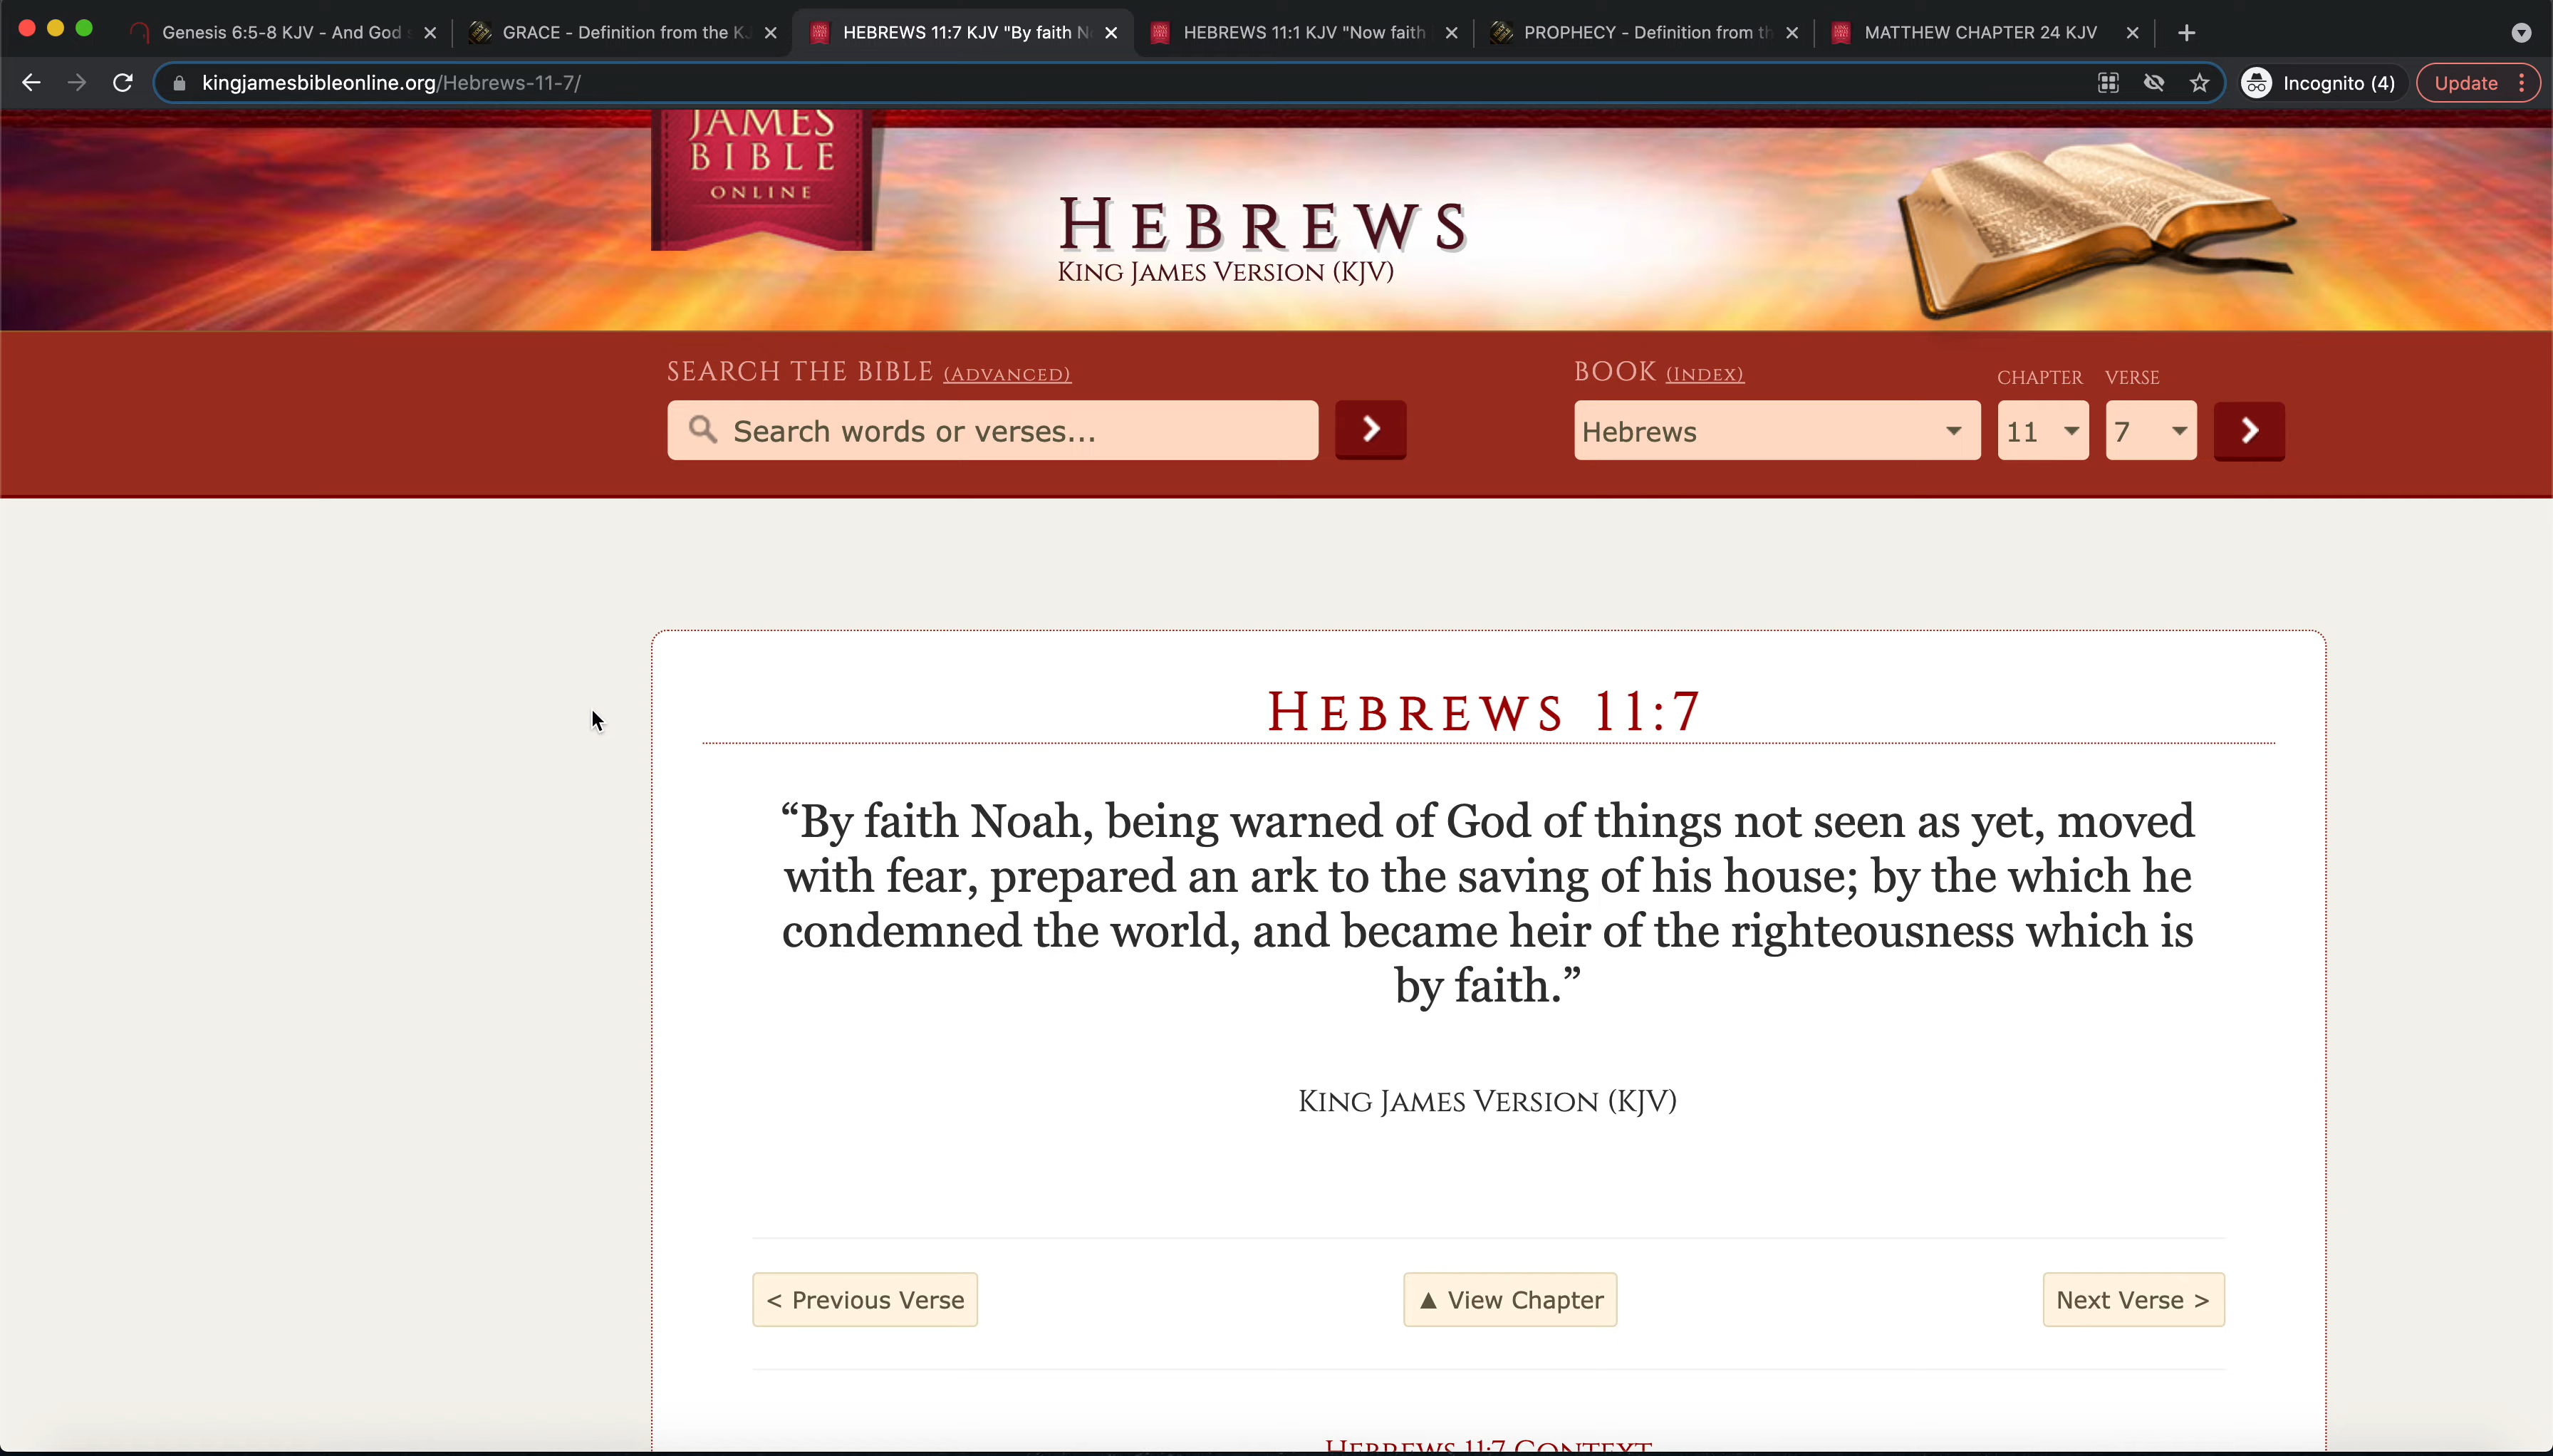 Genesis 6:5-8 KJV - And God
GRACE - Definition from the KJ
HEBREWS 11:7 KJV "By faith N
HEBREWS 11:1 KJV "Now faith
PROPHECY - Definition from th
MATTHEW CHAPTER 24 KJV
kingjamesbibleonline.org/Hebrews-11-7/
Incognito (4)
Update
JAMES
BIBLE
ONLINE
HEBREWS
KING JAMES VERSION (KJV)
SEARCH THE BIBLE (ADVANCED)
BOOK (INDEX)
CHAPTER
VERSE
Search words or verses...
Hebrews
11
7
HEBREWS 11:7
“By faith Noah, being warned of God of things not seen as yet, moved
with fear, prepared an ark to the saving of his house; by the which he
condemned the world, and became heir of the righteousness which is
by faith.”
KING JAMES VERSION (KJV)
< Previous Verse
▲ View Chapter
Next Verse >
HEBREWS 11:7 CONTEXT